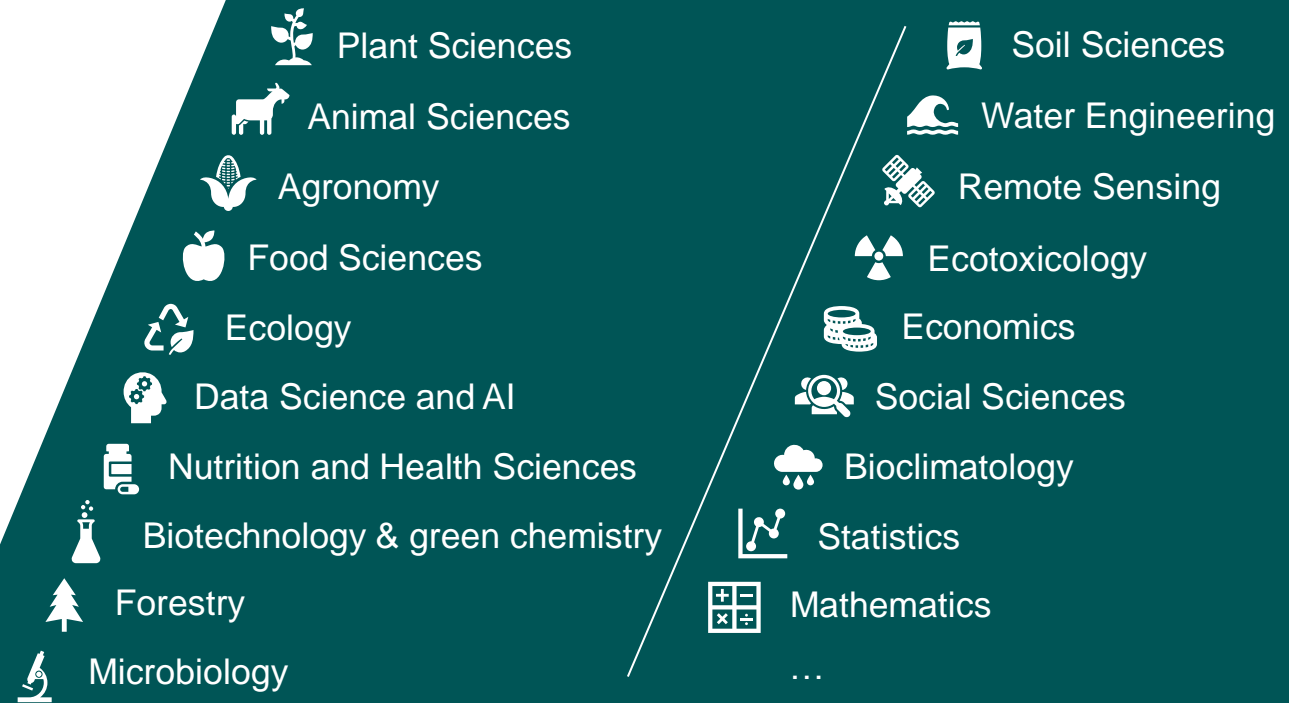 Plant Sciences
Animal Sciences
Agronomy
Food Sciences
Ecology
Data Science and AI
Nutrition and Health Sciences
Biotechnology & green chemistry
Forestry
Microbiology
Soil Sciences
Water Engineering
Remote Sensing
Ecotoxicology
Economics
Social Sciences
Bioclimatology
Statistics
Mathematics
…